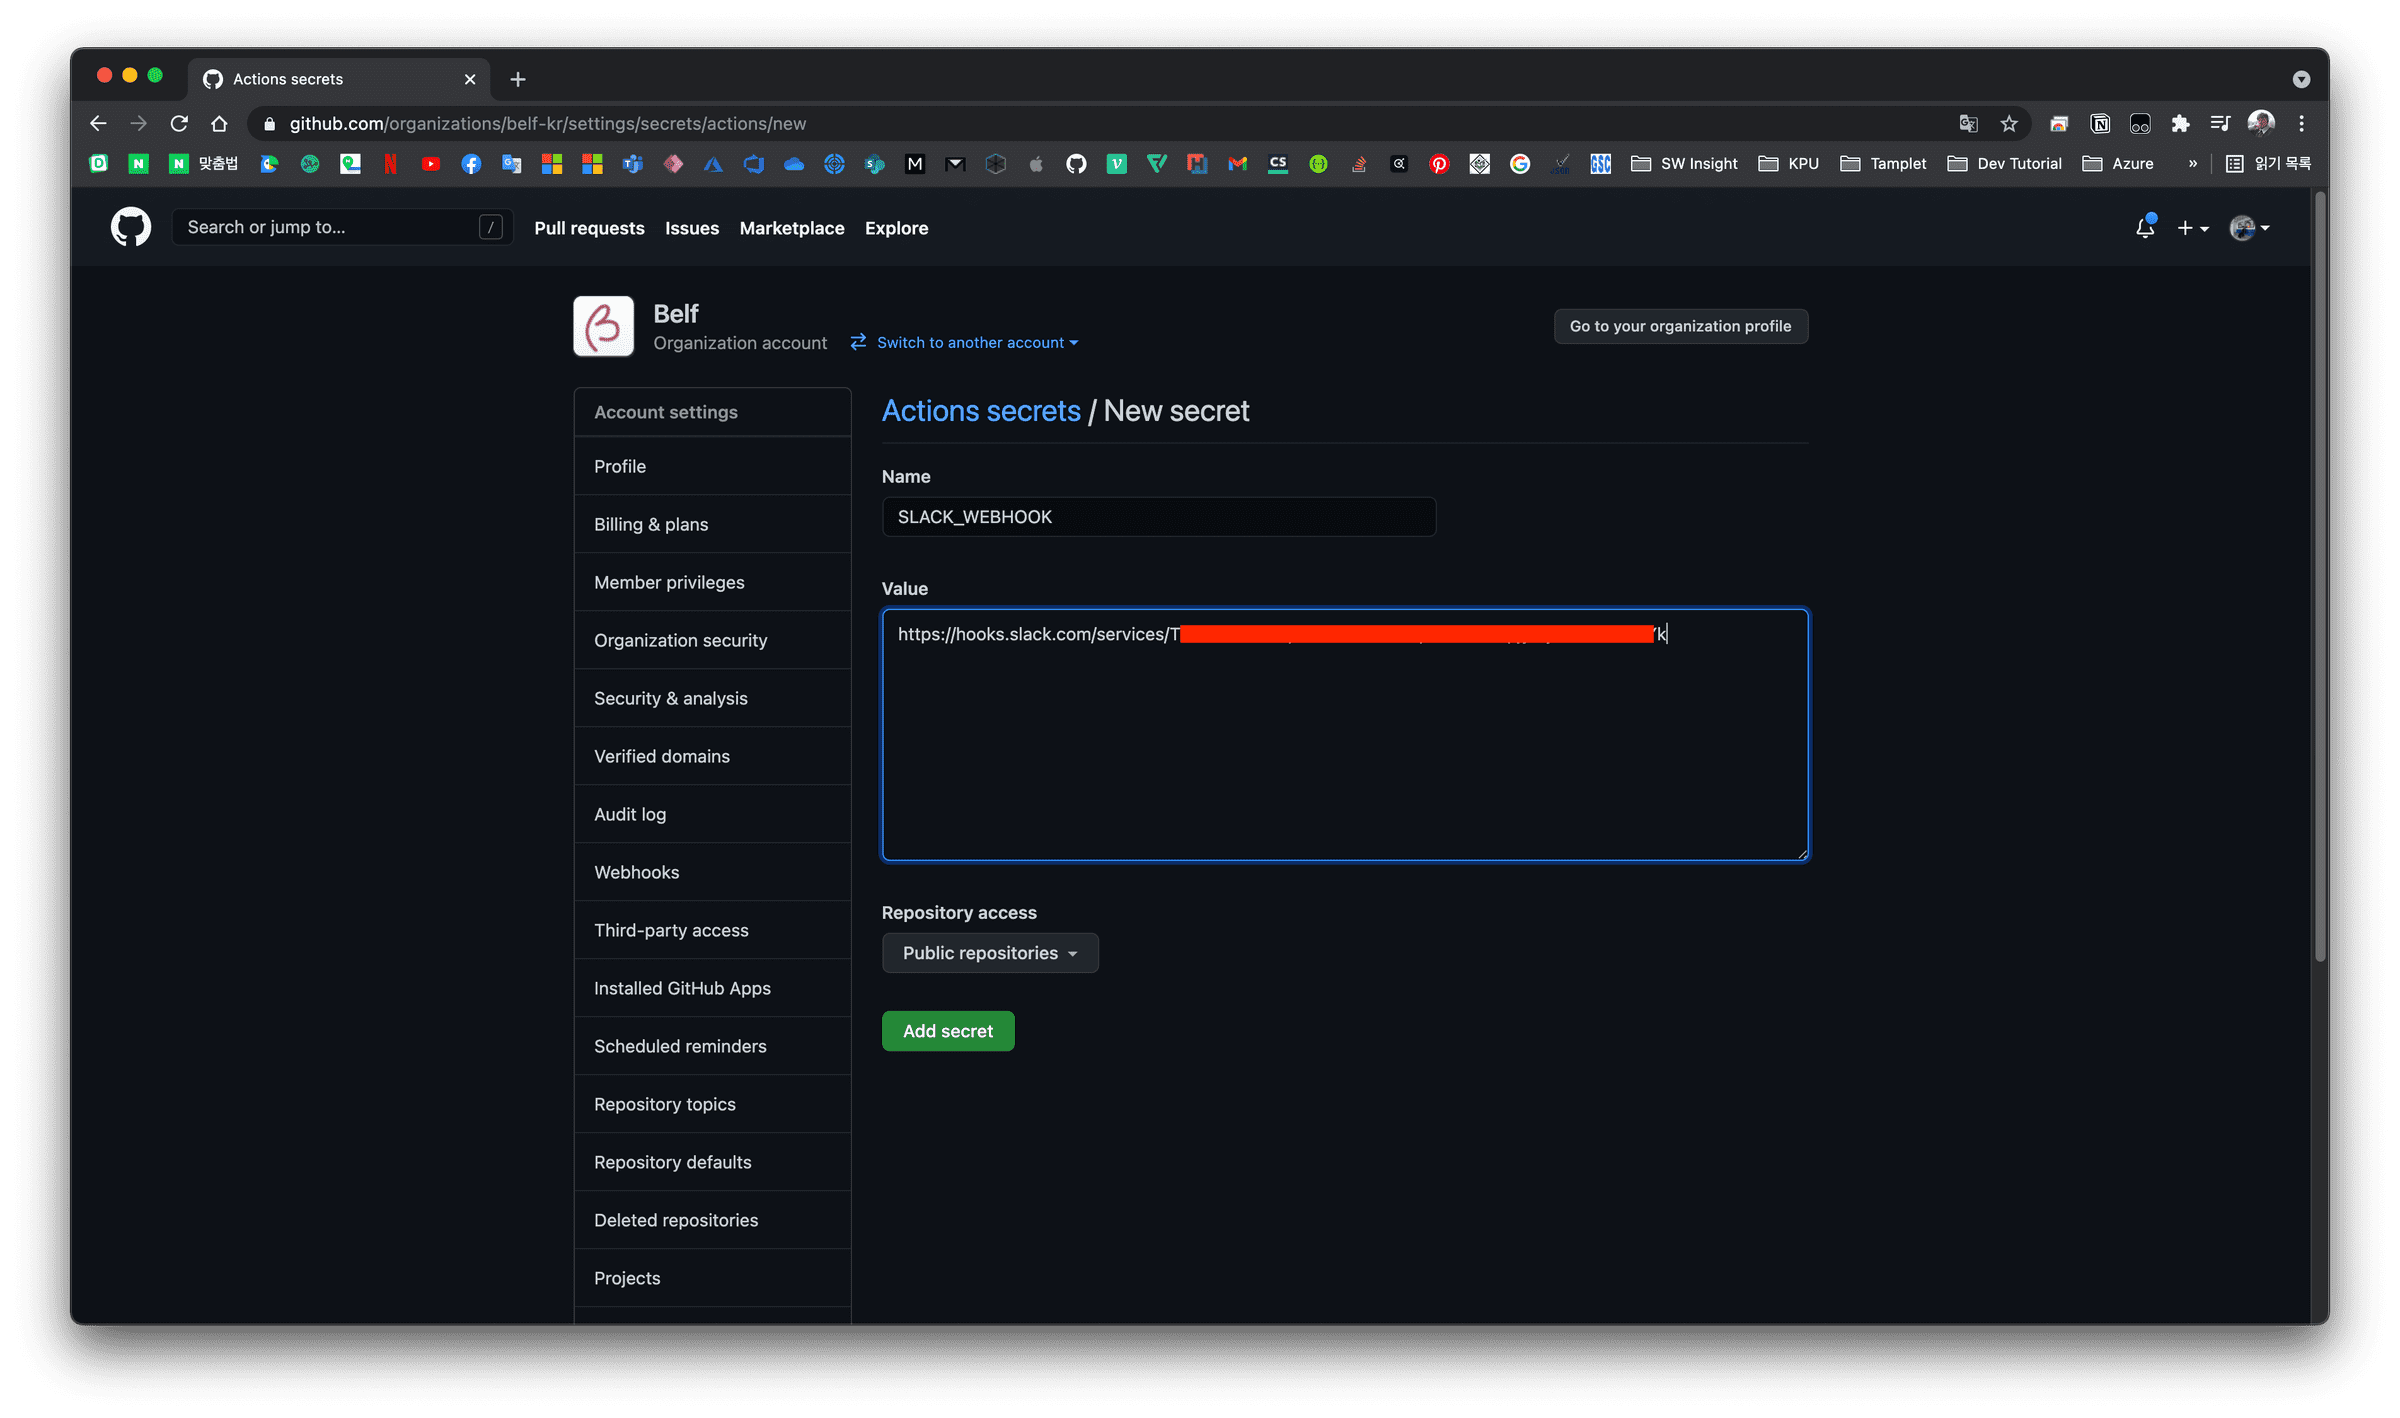 Actions secrets
github.com/organizations/belf-kr/settings/secrets/actions/new
맞춤법
SW Insight
KPU
Tamplet
Dev Tutorial
Azure
»
읽기 목록
Search or jump to...
/
Pull requests
Issues
Marketplace
Explore
Belf
Organization account
Switch to another account
Go to your organization profile
Account settings
Profile
Billing & plans
Member privileges
Organization security
Security & analysis
Verified domains
Audit log
Webhooks
Third-party access
Installed GitHub Apps
Scheduled reminders
Repository topics
Repository defaults
Deleted repositories
Projects
Actions secrets / New secret
Name
SLACK_WEBHOOK
Value
https://hooks.slack.com/services/T
k
Repository access
Public repositories
Add secret